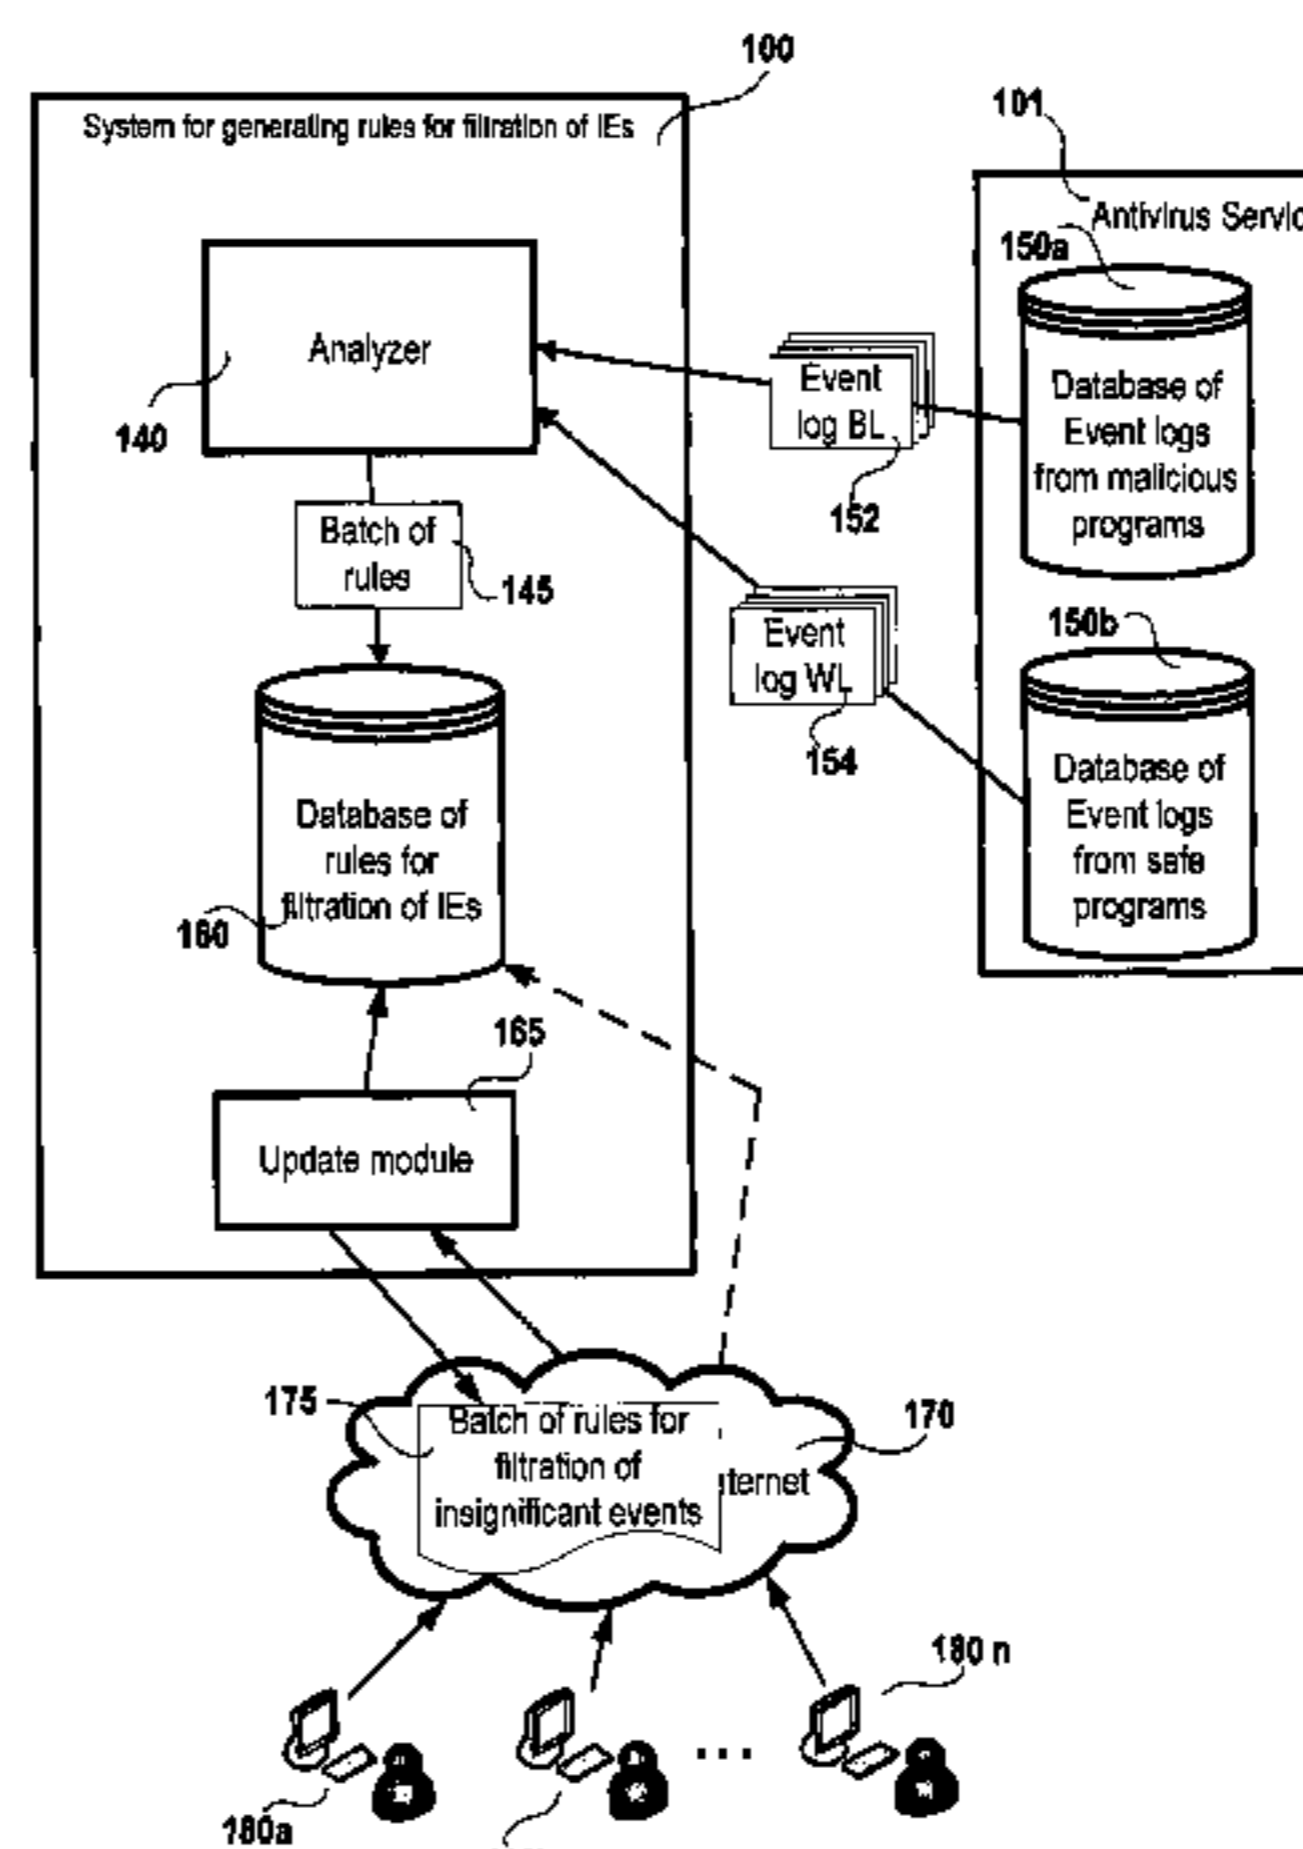 100
System for generating rules for filtration of IEs
101
Antivirus Servic
150a
Analyzer
140
Event
log BL
152
Database of
Event logs
from malicious
programs
Batch of
rules
145
Event
log WL
154
150b
Database of
Event logs
from safe
programs
Database of
rules for
filtration of IEs
160
165
Update module
175
Batch of rules for
filtration of
insignificant events
nternet
170
180 n
...
180a